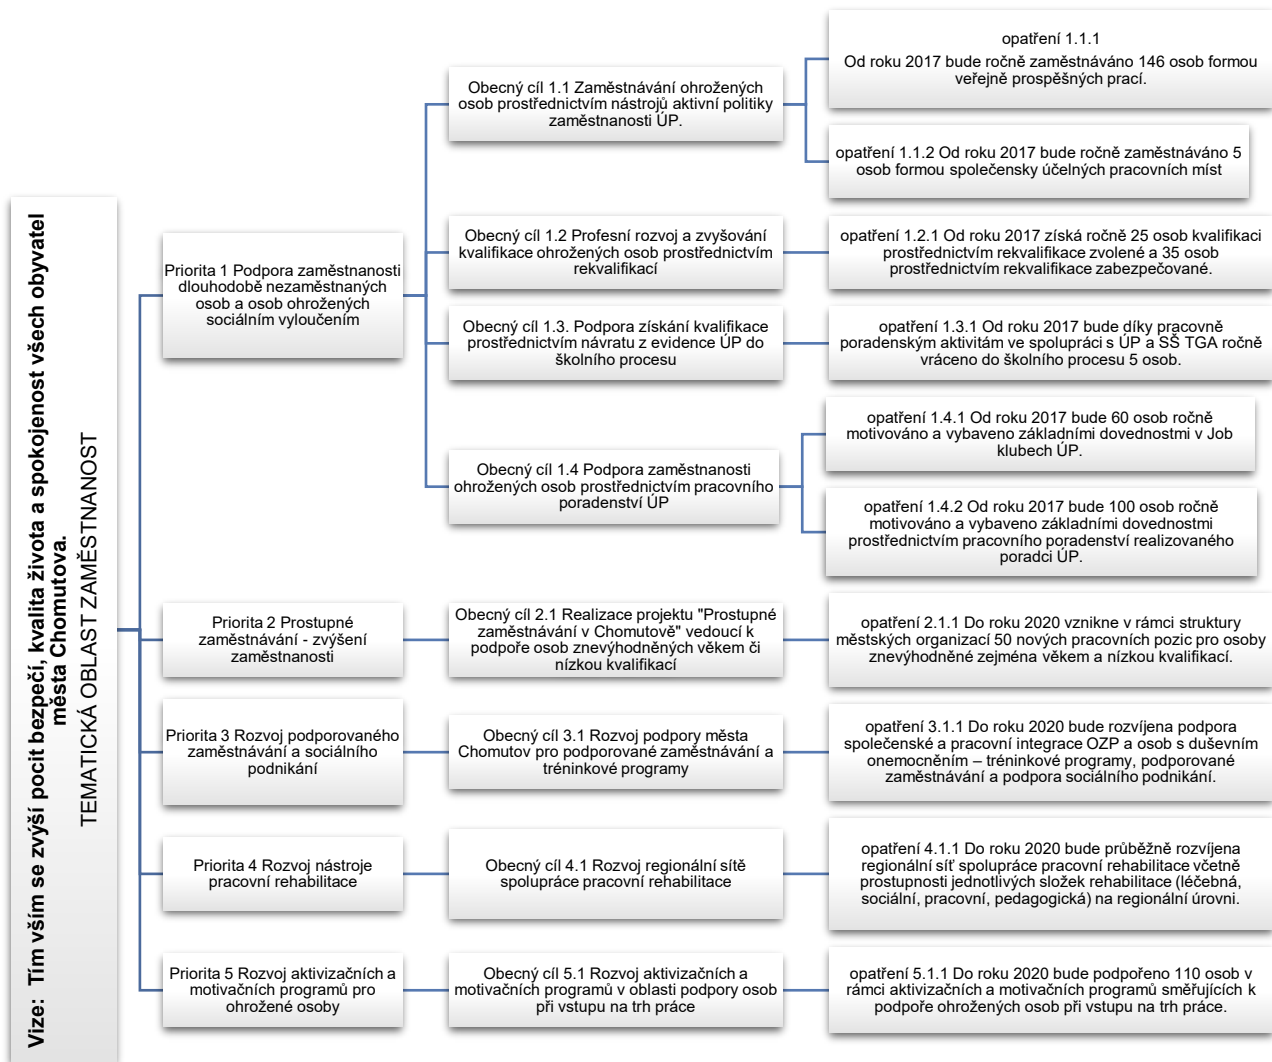 Vize: Tím vším se zvýší pocit bezpečí, kvalita života a spokojenost všech obyvatel
města Chomutova.
TEMATICKÁ OBLAST ZAMĚSTNANOST
Priorita 1 Podpora zaměstnanosti
dlouhodobě nezaměstnaných
osob a osob ohrožených
sociálním vyloučením
Obecný cíl 1.1 Zaměstnávání ohrožených
osob prostřednictvím nástrojů aktivní politiky
zaměstnanosti ÚP.
opatření 1.1.1
Od roku 2017 bude ročně zaměstnáváno 146 osob formou
veřejně prospěšných prací.
opatření 1.1.2 Od roku 2017 bude ročně zaměstnáváno 5
osob formou společensky účelných pracovních míst
Obecný cíl 1.2 Profesní rozvoj a zvyšování
kvalifikace ohrožených osob prostřednictvím
rekvalifikací
opatření 1.2.1 Od roku 2017 získá ročně 25 osob kvalifikaci
prostřednictvím rekvalifikace zvolené a 35 osob
prostřednictvím rekvalifikace zabezpečované.
Obecný cíl 1.3. Podpora získání kvalifikace
prostřednictvím návratu z evidence ÚP do
školního procesu
opatření 1.3.1 Od roku 2017 bude díky pracovně
poradenským aktivitám ve spolupráci s ÚP a SŠ TGA ročně
vráceno do školního procesu 5 osob.
Obecný cíl 1.4 Podpora zaměstnanosti
ohrožených osob prostřednictvím pracovního
poradenství ÚP
opatření 1.4.1 Od roku 2017 bude 60 osob ročně
motivováno a vybaveno základními dovednostmi v Job
klubech ÚP.
opatření 1.4.2 Od roku 2017 bude 100 osob ročně
motivováno a vybaveno základními dovednostmi
prostřednictvím pracovního poradenství realizovaného
poradci ÚP.
Priorita 2 Prostupné
zaměstnávání - zvýšení
zaměstnanosti
Obecný cíl 2.1 Realizace projektu "Prostupné
zaměstnávání v Chomutově" vedoucí k
podpoře osob znevýhodněných věkem či
nízkou kvalifikací
opatření 2.1.1 Do roku 2020 vznikne v rámci struktury
městských organizací 50 nových pracovních pozic pro osoby
znevýhodněné zejména věkem a nízkou kvalifikací.
Priorita 3 Rozvoj podporovaného
zaměstnávání a sociálního
podnikání
Obecný cíl 3.1 Rozvoj podpory města
Chomutov pro podporované zaměstnávání a
tréninkové programy
opatření 3.1.1 Do roku 2020 bude rozvíjena podpora
společenské a pracovní integrace OZP a osob s duševním
onemocněním – tréninkové programy, podporované
zaměstnávání a podpora sociálního podnikání.
Priorita 4 Rozvoj nástroje
pracovní rehabilitace
Obecný cíl 4.1 Rozvoj regionální sítě
spolupráce pracovní rehabilitace
opatření 4.1.1 Do roku 2020 bude průběžně rozvíjena
regionální síť spolupráce pracovní rehabilitace včetně
prostupnosti jednotlivých složek rehabilitace (léčebná,
sociální, pracovní, pedagogická) na regionální úrovni.
Priorita 5 Rozvoj aktivizačních a
motivačních programů pro
ohrožené osoby
Obecný cíl 5.1 Rozvoj aktivizačních a
motivačních programů v oblasti podpory osob
při vstupu na trh práce
opatření 5.1.1 Do roku 2020 bude podpořeno 110 osob v
rámci aktivizačních a motivačních programů směřujících k
podpoře ohrožených osob při vstupu na trh práce.